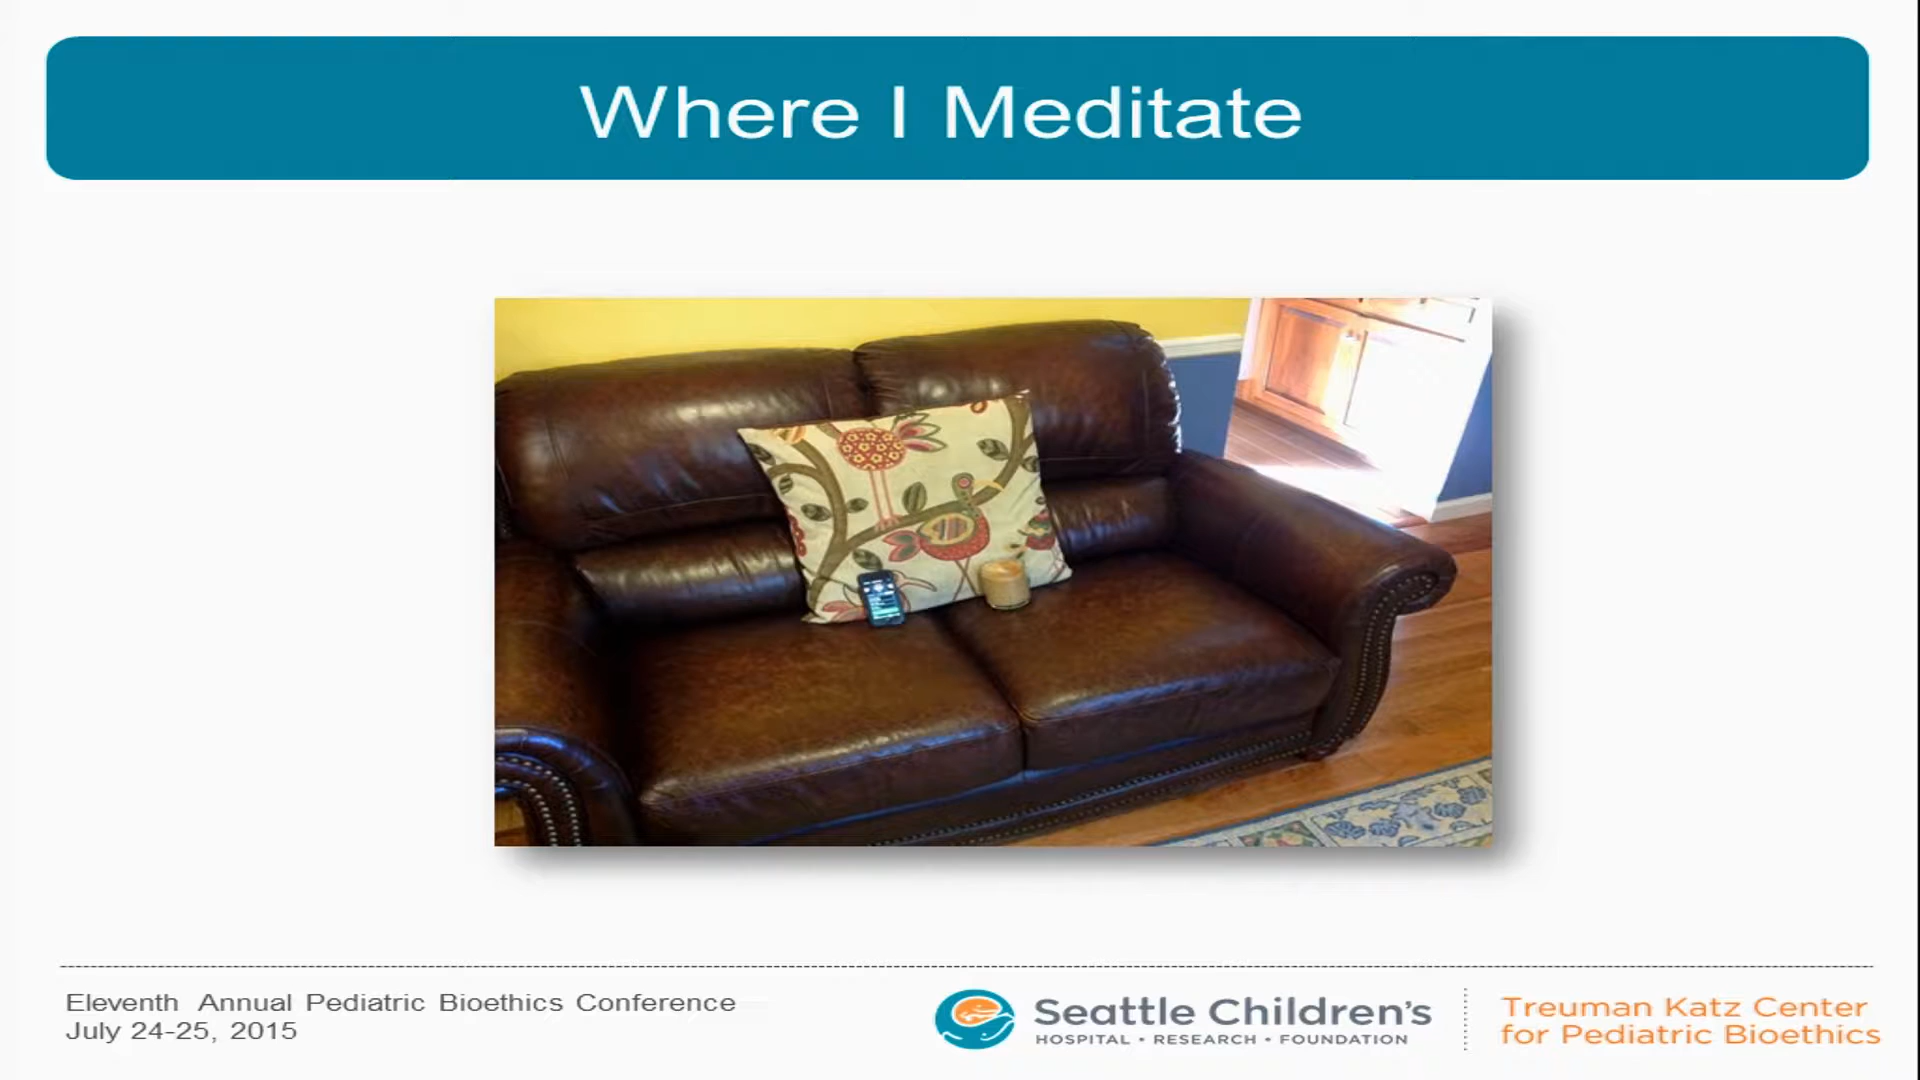 Where I Meditate
Eleventh Annual Pediatric Bioethics Conference
July 24-25, 2015
Seattle Children's
HOSPITAL • RESEARCH • FOUNDATION
Treuman Katz Center
for Pediatric Bioethics